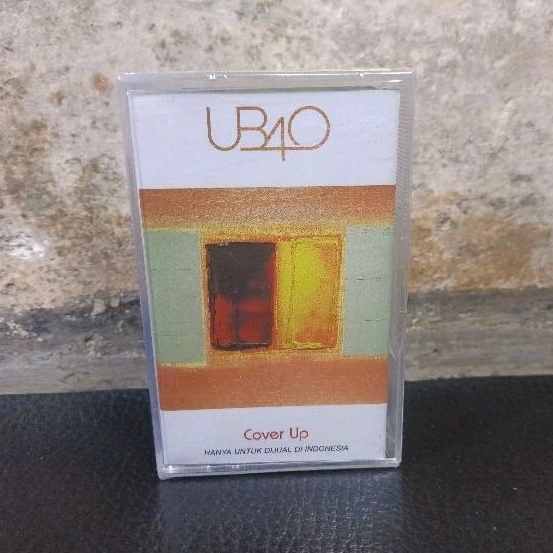 UB40
Cover Up
HANYA UNTUK DIJUAL DI INDONESIA